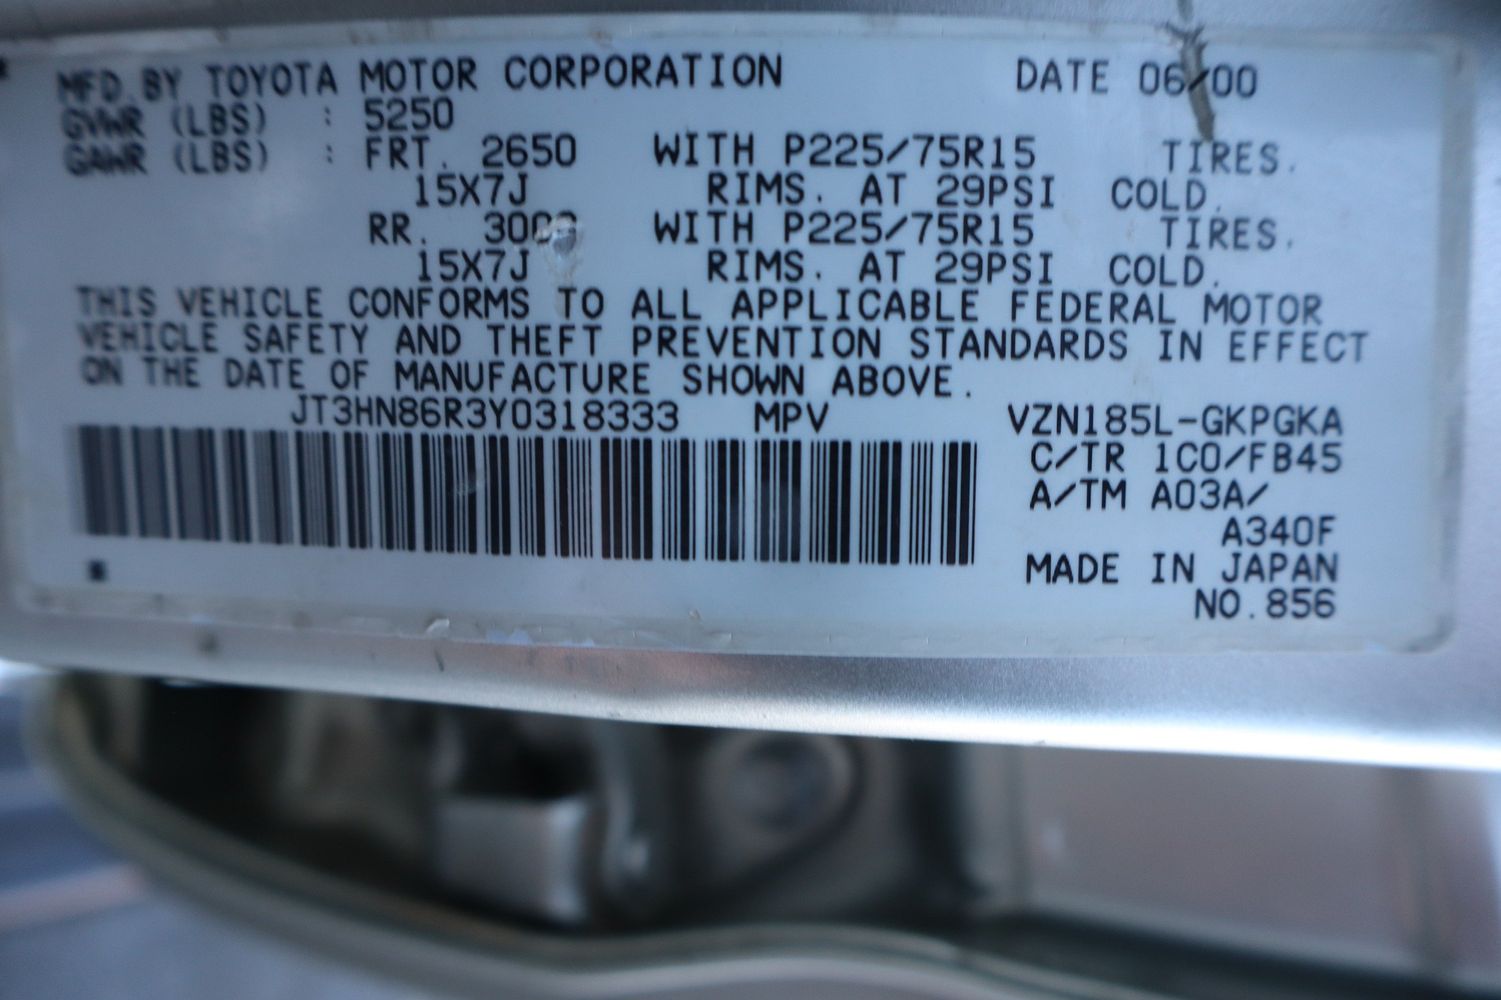 MFD.BY TOYOTA MOTOR CORPORATION DATE 06/00
GVWR (LBS) : 5250
GAWR (LBS) : FRT. 2650 WITH P225/75R15 TIRES.
15X7J RIMS. AT 29PSI COLD.
RR. WITH P225/75R15 TIRES.
15X7J RIMS. AT 29PSI COLD.
THIS VEHICLE CONFORMS TO ALL APPLICABLE FEDERAL MOTOR
VEHICLE SAFETY AND THEFT PREVENTION STANDARDS IN EFFECT
ON THE DATE OF MANUFACTURE SHOWN ABOVE.
JT3HN86R3Y0318333 MPV VZN185L-GKPGKA
C/TR 1C0/FB45
A/TM A03A/
A340F
MADE IN JAPAN
NO.856